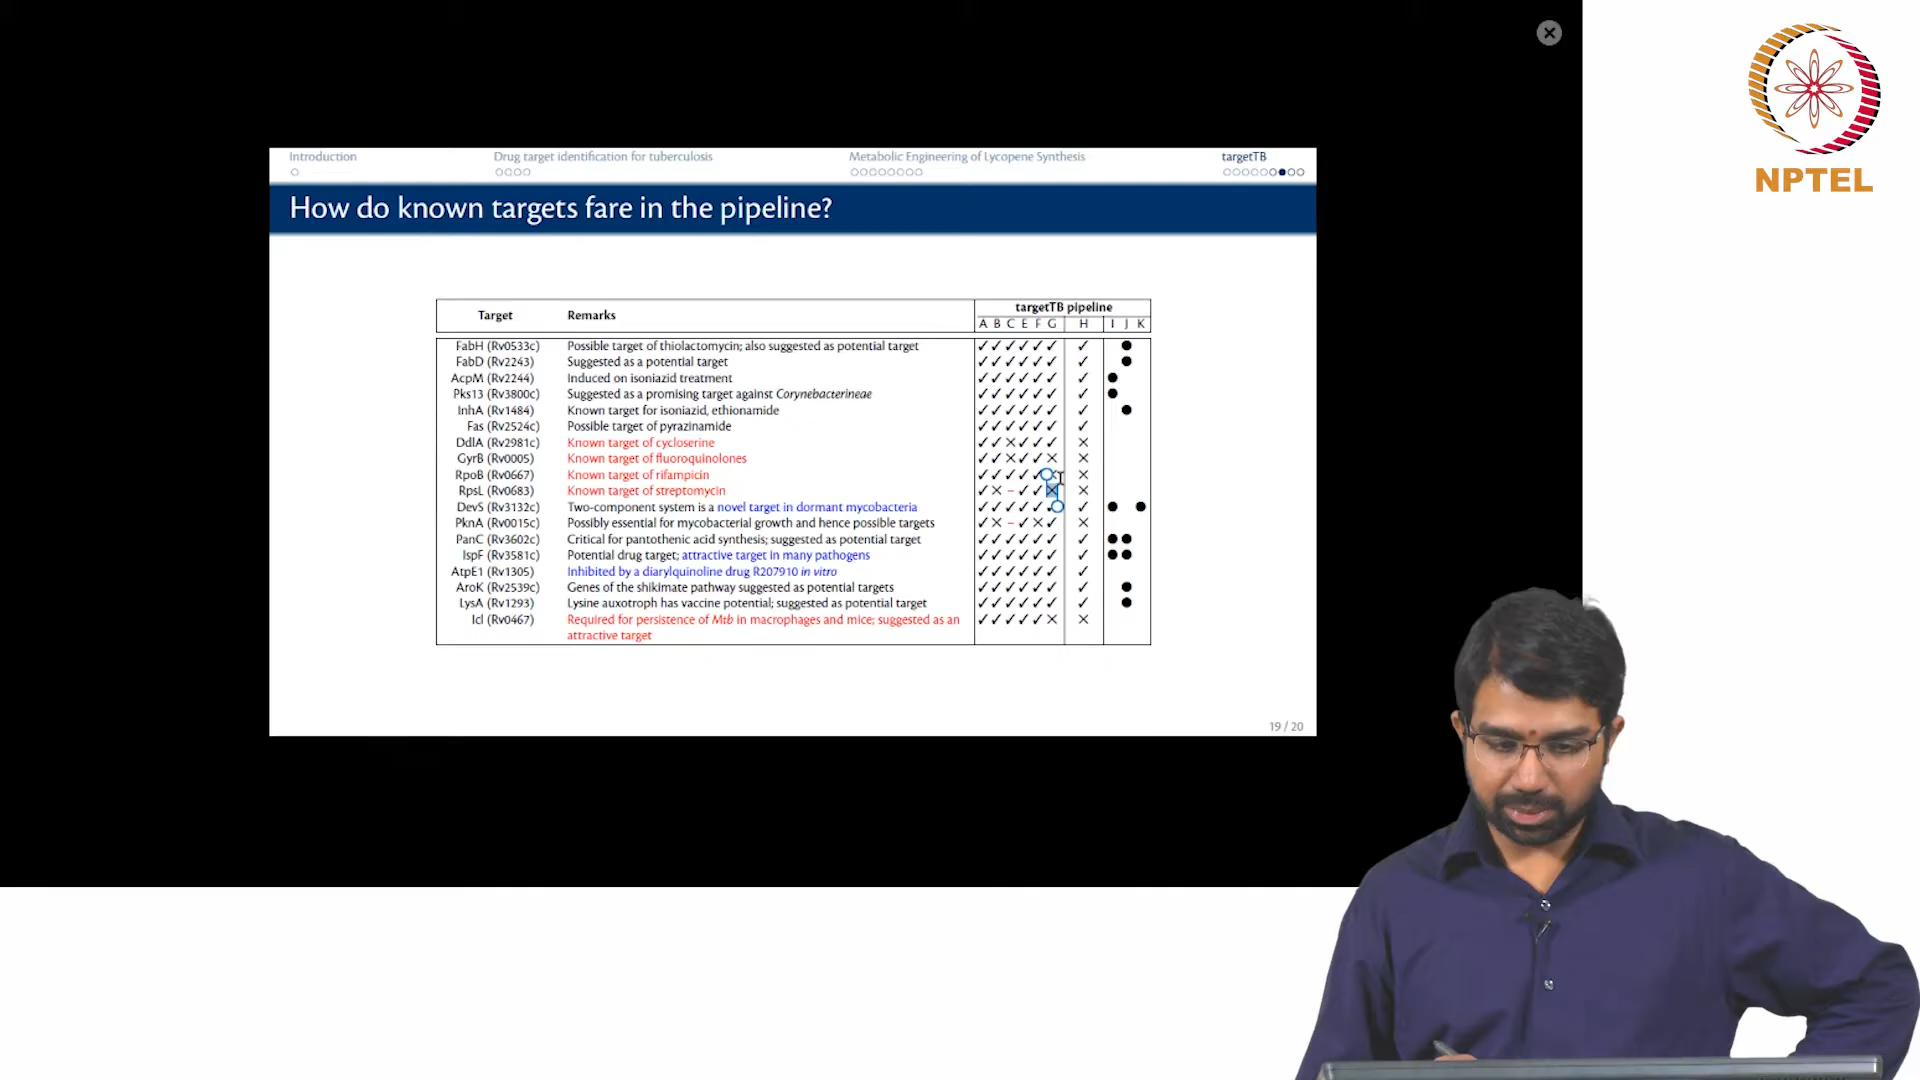 NPTEL
Introduction Drug target identification for tuberculosis Metabolic Engineering of Lycopene Synthesis targetTB
How do known targets fare in the pipeline?
Target Remarks targetTB pipeline
A B C E F G H I J K
FabH (Rv0533c) Possible target of thiolactomycin; also suggested as potential target ✓ ✓ ✓ ✓ ✓ ✓ ✓ ●
FabD (Rv2243) Suggested as a potential target ✓ ✓ ✓ ✓ ✓ ✓ ✓ ●
AcpM (Rv2244) Induced on isoniazid treatment ✓ ✓ ✓ ✓ ✓ ✓ ✓ ●
Pks13 (Rv3800c) Suggested as a promising target against Corynebacterineae ✓ ✓ ✓ ✓ ✓ ✓ ✓ ●
InhA (Rv1484) Known target for isoniazid, ethionamide ✓ ✓ ✓ ✓ ✓ ✓ ✓ ●
Fas (Rv2524c) Possible target of pyrazinamide ✓ ✓ ✓ ✓ ✓ ✓ ✓
DdlA (Rv2981c) Known target of cycloserine ✓ ✓ × ✓ ✓ ✓ ×
GyrB (Rv0005) Known target of fluoroquinolones ✓ ✓ × ✓ ✓ × ×
RpoB (Rv0667) Known target of rifampicin ✓ ✓ ✓ ✓ ✓ × ×
RpsL (Rv0683) Known target of streptomycin ✓ × – ✓ ✓ × ×
DevS (Rv3132c) Two-component system is a novel target in dormant mycobacteria ✓ ✓ ✓ ✓ ✓ ✓ ✓ ● ●
PknA (Rv0015c) Possibly essential for mycobacterial growth and hence possible targets ✓ × – ✓ × ✓ ×
PanC (Rv3602c) Critical for pantothenic acid synthesis; suggested as potential target ✓ ✓ ✓ ✓ ✓ ✓ ✓ ● ●
IspF (Rv3581c) Potential drug target; attractive target in many pathogens ✓ ✓ ✓ ✓ ✓ ✓ ✓ ● ●
AtpE1 (Rv1305) Inhibited by a diarylquinoline drug R207910 in vitro ✓ ✓ ✓ ✓ ✓ ✓ ✓
AroK (Rv2539c) Genes of the shikimate pathway suggested as potential targets ✓ ✓ ✓ ✓ ✓ ✓ ✓ ●
LysA (Rv1293) Lysine auxotroph has vaccine potential; suggested as potential target ✓ ✓ ✓ ✓ ✓ ✓ ✓ ●
Icl (Rv0467) Required for persistence of Mtb in macrophages and mice; suggested as an ✓ ✓ ✓ ✓ ✓ × ×
attractive target
19 / 20